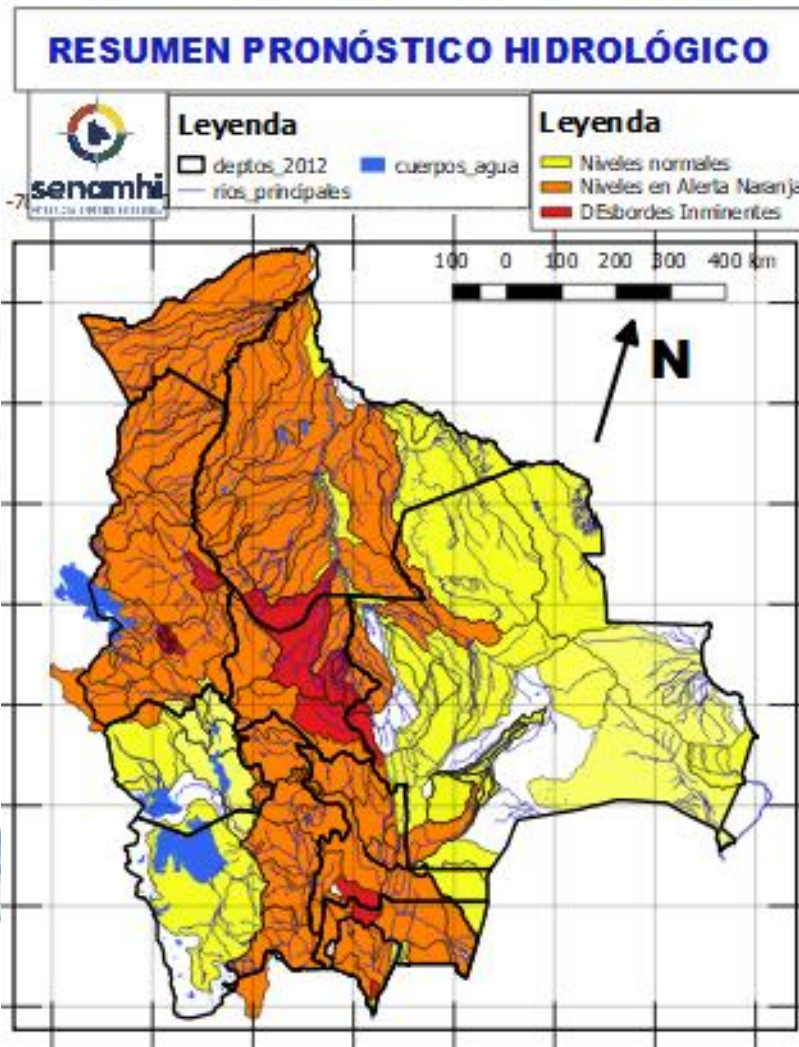 RESUMEN PRONÓSTICO HIDROLÓGICO
Leyenda
deptos_2012 cuerpos_agua
rios_principales
Leyenda
Niveles normales
Niveles en Alerta Naranja
DEsbordes Inminentes
senamhi
100 0 100 200 300 400 km
N